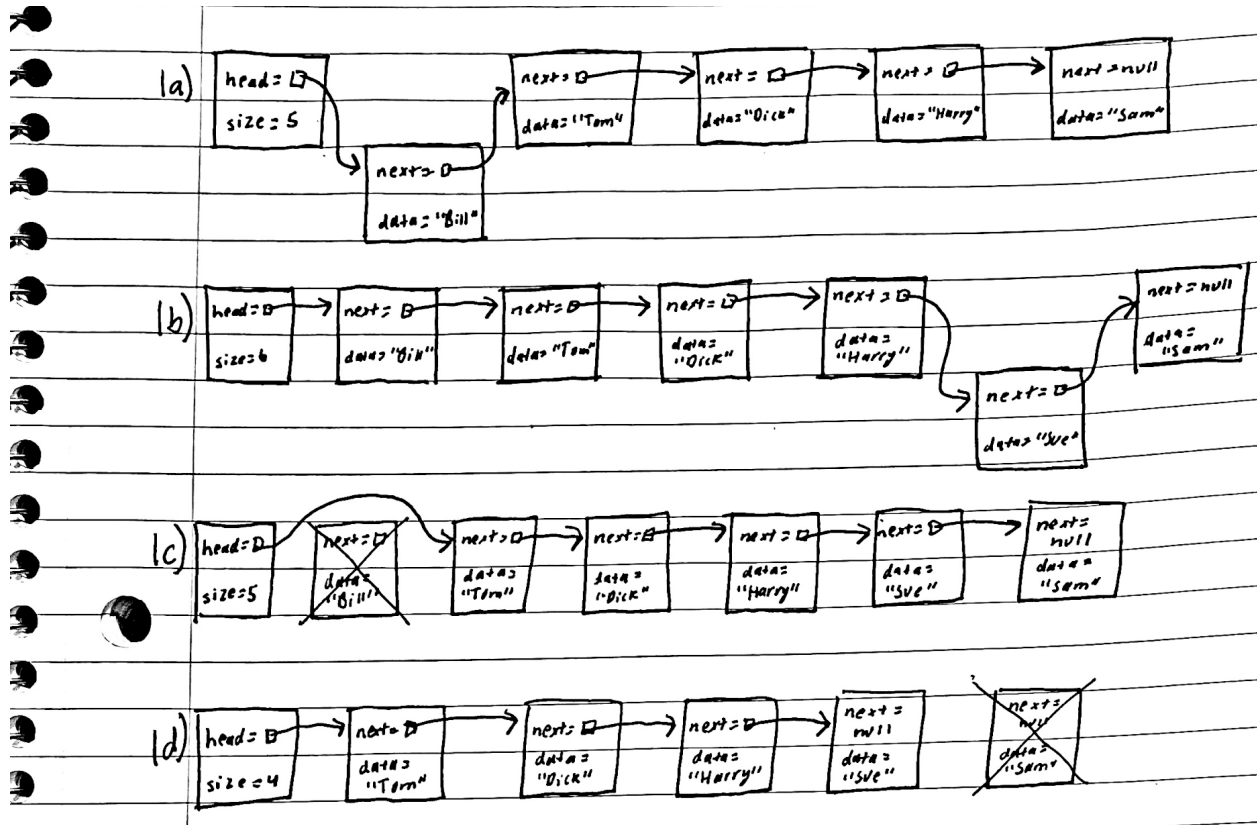 1a)
head=
size=5
next=
data="Bill"
next=
data="Tom"
next=
data="Dick"
next=
data="Harry"
next=null
data="Sam"
1b)
head=
size=6
next=
data="Bill"
next=
data="Tom"
next=
data=
"Dick"
next=
data=
"Harry"
next=
data="Sue"
next=null
data=
"Sam"
1c)
head=
size=5
next=
data=
"Bill"
next=
data=
"Tom"
next=
data=
"Dick"
next=
data=
"Harry"
next=
data=
"Sue"
next=
null
data=
"Sam"
1d)
head=
size=4
next=
data=
"Tom"
next=
data=
"Dick"
next=
data=
"Harry"
next=
null
data=
"Sue"
next=
null
data=
"Sam"